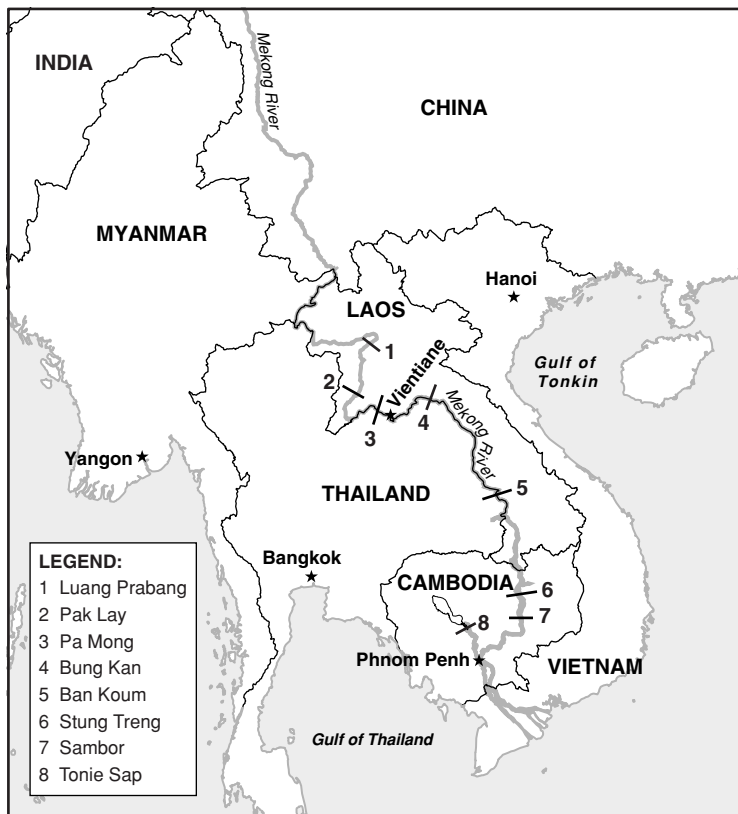 INDIA
Mekong River
CHINA
MYANMAR
Hanoi
LAOS
1
Gulf of
Tonkin
Vientiane
2
3
4
Mekong River
Yangon
5
THAILAND
LEGEND:
1 Luang Prabang
2 Pak Lay
3 Pa Mong
4 Bung Kan
5 Ban Koum
6 Stung Treng
7 Sambor
8 Tonie Sap
Bangkok
CAMBODIA
6
7
8
Phnom Penh
VIETNAM
Gulf of Thailand